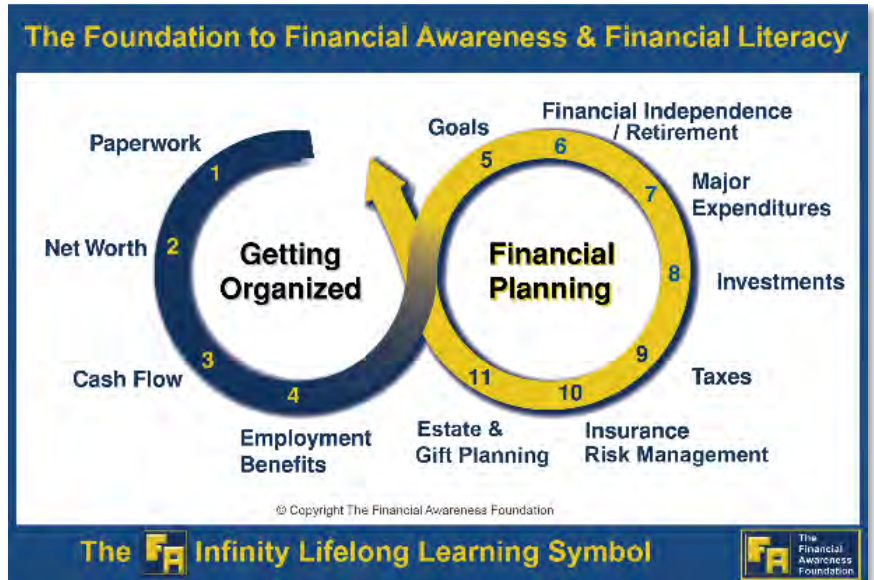 The Foundation to Financial Awareness & Financial Literacy
Paperwork
1
Net Worth
2
Cash Flow
3
4
Employment
Benefits
Getting
Organized
Goals
5
Financial Independence
/ Retirement
6
7
Major
Expenditures
8
Investments
9
Taxes
10
Insurance
Risk Management
11
Estate &
Gift Planning
Financial
Planning
© Copyright The Financial Awareness Foundation
The FA Infinity Lifelong Learning Symbol
FA
The
Financial
Awareness
Foundation